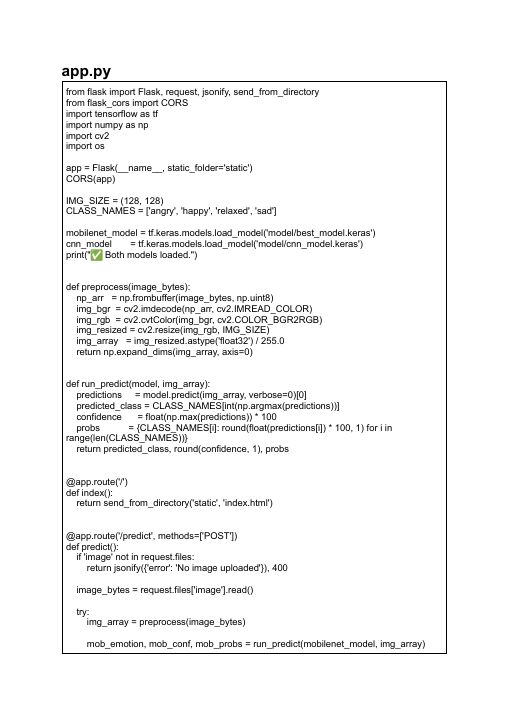 app.py
from flask import Flask, request, jsonify, send_from_directory
from flask_cors import CORS
import tensorflow as tf
import numpy as np
import cv2
import os

app = Flask(__name__, static_folder='static')
CORS(app)

IMG_SIZE = (128, 128)
CLASS_NAMES = ['angry', 'happy', 'relaxed', 'sad']

mobilenet_model = tf.keras.models.load_model('model/best_model.keras')
cnn_model       = tf.keras.models.load_model('model/cnn_model.keras')
print("✅ Both models loaded.")


def preprocess(image_bytes):
    np_arr   = np.frombuffer(image_bytes, np.uint8)
    img_bgr  = cv2.imdecode(np_arr, cv2.IMREAD_COLOR)
    img_rgb  = cv2.cvtColor(img_bgr, cv2.COLOR_BGR2RGB)
    img_resized = cv2.resize(img_rgb, IMG_SIZE)
    img_array   = img_resized.astype('float32') / 255.0
    return np.expand_dims(img_array, axis=0)


def run_predict(model, img_array):
    predictions     = model.predict(img_array, verbose=0)[0]
    predicted_class = CLASS_NAMES[int(np.argmax(predictions))]
    confidence      = float(np.max(predictions)) * 100
    probs           = {CLASS_NAMES[i]: round(float(predictions[i]) * 100, 1) for i in
range(len(CLASS_NAMES))}
    return predicted_class, round(confidence, 1), probs


@app.route('/')
def index():
    return send_from_directory('static', 'index.html')


@app.route('/predict', methods=['POST'])
def predict():
    if 'image' not in request.files:
        return jsonify({'error': 'No image uploaded'}), 400

    image_bytes = request.files['image'].read()

    try:
        img_array = preprocess(image_bytes)

        mob_emotion, mob_conf, mob_probs = run_predict(mobilenet_model, img_array)